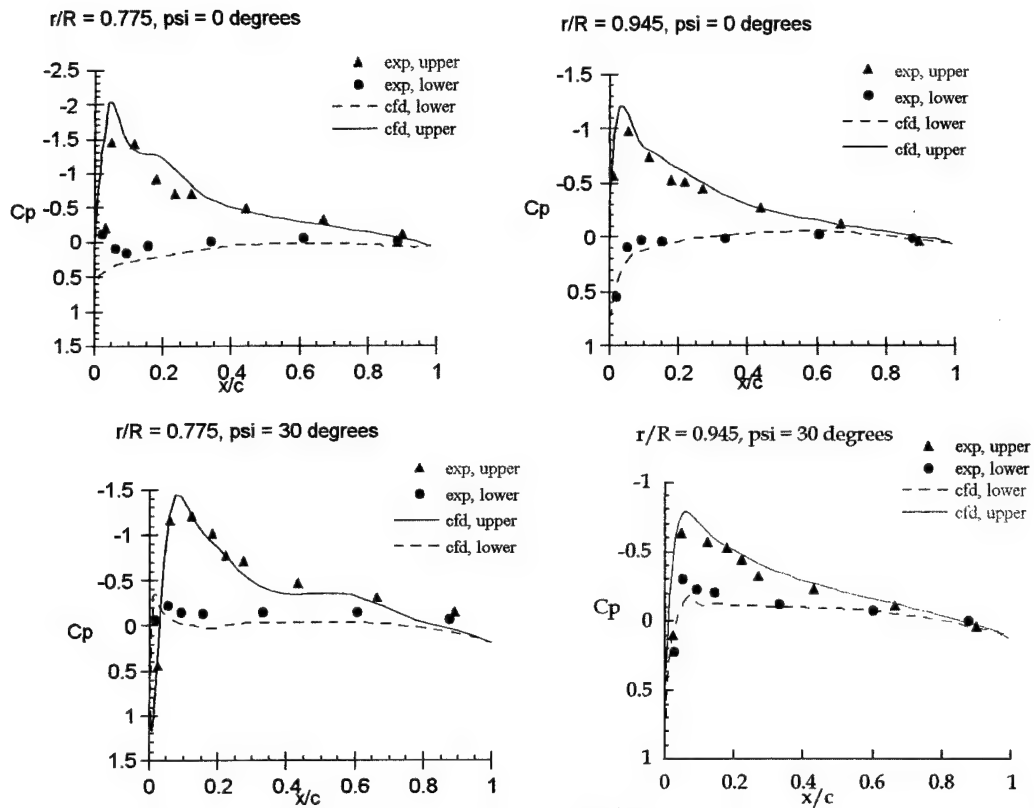 r/R = 0.775, psi = 0 degrees
-2.5
-2
-1.5
-1
-0.5
0
0.5
1
1.5
Cp
exp, upper
exp, lower
cfd, lower
cfd, upper
0
0.2
0.4
0.6
0.8
1
x/c
r/R = 0.945, psi = 0 degrees
-1.5
-1
-0.5
0
0.5
1
Cp
exp, upper
exp, lower
cfd, lower
cfd, upper
0
0.2
0.4
0.6
0.8
1
x/c
r/R = 0.775, psi = 30 degrees
-1.5
-1
-0.5
0
0.5
1
1.5
Cp
exp, upper
exp, lower
cfd, upper
cfd, lower
0
0.2
0.4
0.6
0.8
1
x/c
r/R = 0.945, psi = 30 degrees
-1
-0.5
0
0.5
1
Cp
exp, upper
exp, lower
cfd, lower
cfd, upper
0
0.2
0.4
0.6
0.8
1
x/c